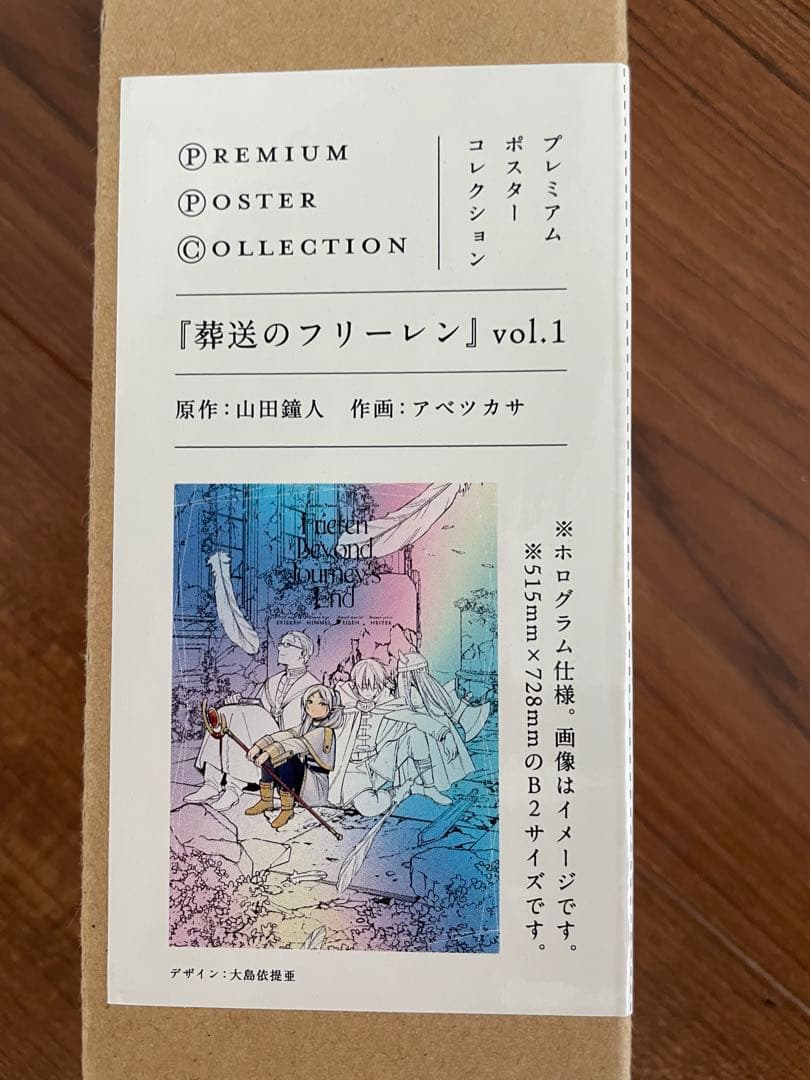 PREMIUM
POSTER
COLLECTION
プレミアム
ポスター
コレクション
『葬送のフリーレン』vol.1
原作：山田鐘人　作画：アベツカサ
Frieren
Beyond
Journey's
End
FRIEREN HIMMEL EISEN HEITER
※ホログラム仕様。画像はイメージです。
※515mm×728mmのB2サイズです。
デザイン：大島依提亜